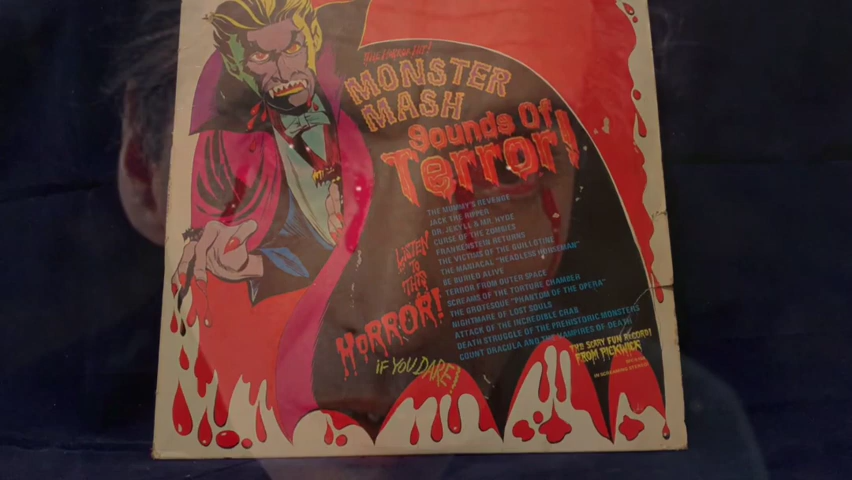 MONSTER
MASH
Sounds Of
Terror!
THE MUMMY'S REVENGE
JACK THE RIPPER
DR. JEKYLL & MR. HYDE
CURSE OF THE ZOMBIES
FRANKENSTEIN RETURNS
THE VICTIMS OF THE GUILLOTINE
THE MANIACAL "HEADLESS HORSEMAN"
BE BURIED ALIVE
TERROR FROM OUTER SPACE
SCREAMS OF THE TORTURE CHAMBER
THE GROTESQUE "PHANTOM OF THE OPERA"
NIGHTMARE OF LOST SOULS
ATTACK OF THE INCREDIBLE CRAB
DEATH STRUGGLE OF THE PREHISTORIC MONSTERS
COUNT DRACULA AND THE VAMPIRES OF DEATH
LISTEN
TO
THIS
HORROR!
IF YOU DARE!
SCARY FUN RECORD!
FROM PICKWICK